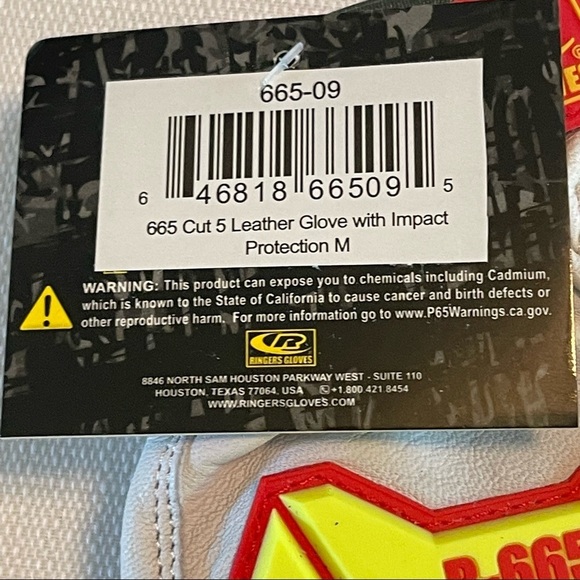 665-09
6 46818 66509 5
665 Cut 5 Leather Glove with Impact
Protection M
WARNING: This product can expose you to chemicals including Cadmium,
which is known to the State of California to cause cancer and birth defects or
other reproductive harm. For more information go to www.P65Warnings.ca.gov.
RINGERS GLOVES
8846 NORTH SAM HOUSTON PARKWAY WEST - SUITE 110
HOUSTON, TEXAS 77064, USA ✆+1.800.421.8454
WWW.RINGERSGLOVES.COM
R-665